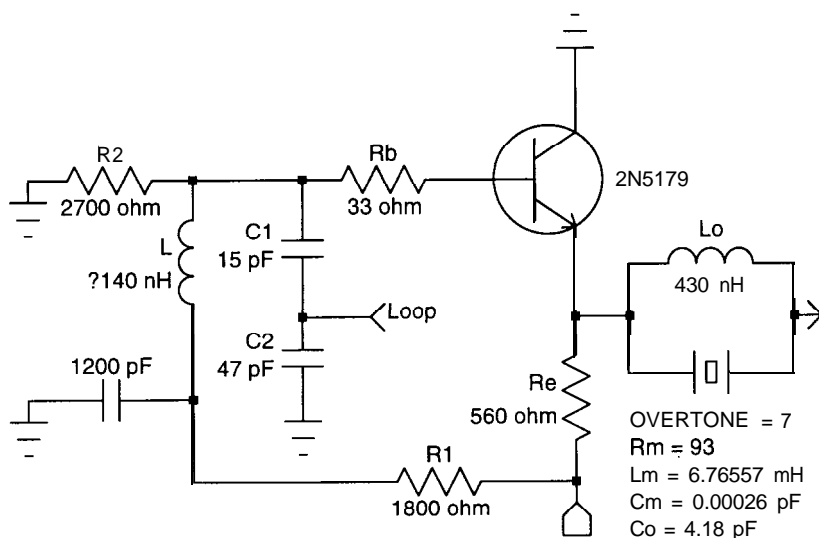 R2
2700 ohm
Rb
33 ohm
2N5179
L
?140 nH
C1
15 pF
Loop
Lo
430 nH
1200 pF
C2
47 pF
Re
560 ohm
R1
1800 ohm
OVERTONE = 7
Rm = 93
Lm = 6.76557 mH
Cm = 0.00026 pF
Co = 4.18 pF